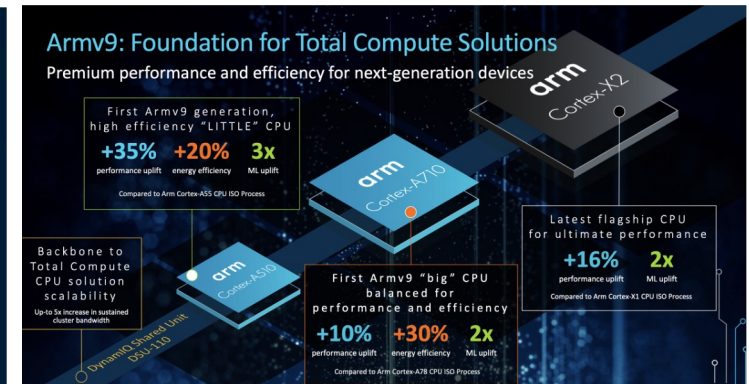 Armv9: Foundation for Total Compute Solutions
Premium performance and efficiency for next-generation devices
arm
Cortex-X2
First Armv9 generation,
high efficiency "LITTLE" CPU
+35% +20% 3x
performance uplift energy efficiency ML uplift
Compared to Arm Cortex-A55 CPU ISO Process
arm
Cortex-A710
Latest flagship CPU
for ultimate performance
+16% 2x
performance uplift ML uplift
Compared to Arm Cortex-X1 CPU ISO Process
Backbone to
Total Compute
CPU solution
scalability
Up-to 5x increase in sustained
cluster bandwidth
arm
Cortex-A510
First Armv9 "big" CPU
balanced for
performance and efficiency
+10% +30% 2x
performance uplift energy efficiency ML uplift
Compared to Arm Cortex-A78 CPU ISO Process
DynamIQ Shared Unit
DSU-110